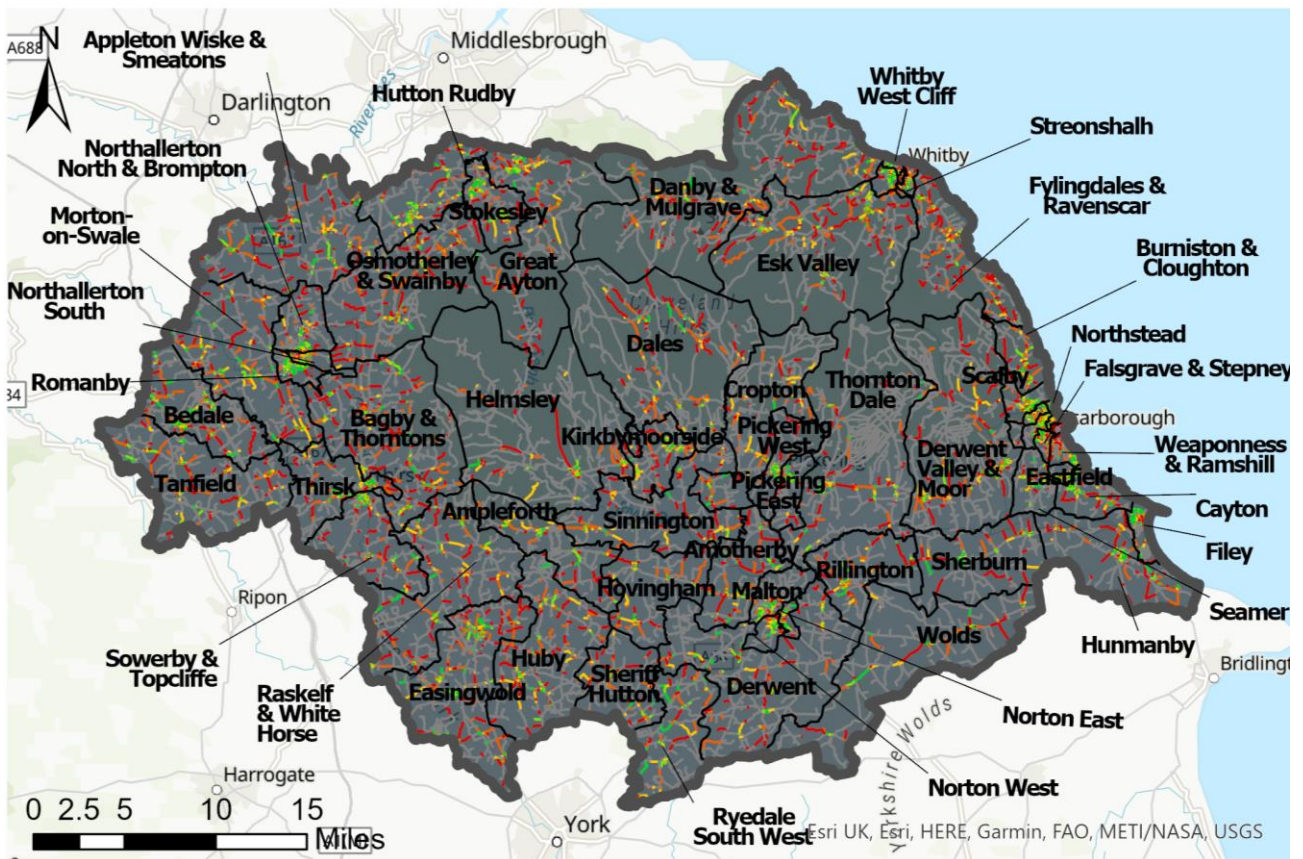 A688
N
Appleton Wiske &
Smeatons
Middlesbrough
Darlington
River Tees
Hutton Rudby
Whitby
West Cliff
Streonshalh
Whitby
Northallerton
North & Brompton
Morton-
on-Swale
Northallerton
South
Romanby
Stokesley
Danby &
Mulgrave
Fylingdales &
Ravenscar
Osmotherley
& Swainby
Great
Ayton
Esk Valley
Burniston &
Cloughton
Northstead
Falsgrave & Stepney
Scalby
Dales
Cropton
Thornton
Dale
Helmsley
Bedale
Bagby &
Thorntons
Kirkbymoorside
Pickering
West
Pickering
East
Derwent
Valley &
Moor
Weaponness
& Ramshill
Eastfield
Cayton
Filey
Tanfield
Thirsk
Ampleforth
Sinnington
Amotherby
Rillington
Sherburn
Hovingham
Malton
Wolds
Seamer
Hunmanby
Bridlingt
Ripon
Sowerby &
Topcliffe
Raskelf
& White
Horse
Huby
Easingwold
Sheriff
Hutton
Derwent
Norton East
Norton West
Ryedale
South West
Yorkshire Wolds
Harrogate
York
0 2.5 5 10 15
Miles
Esri UK, Esri, HERE, Garmin, FAO, METI/NASA, USGS